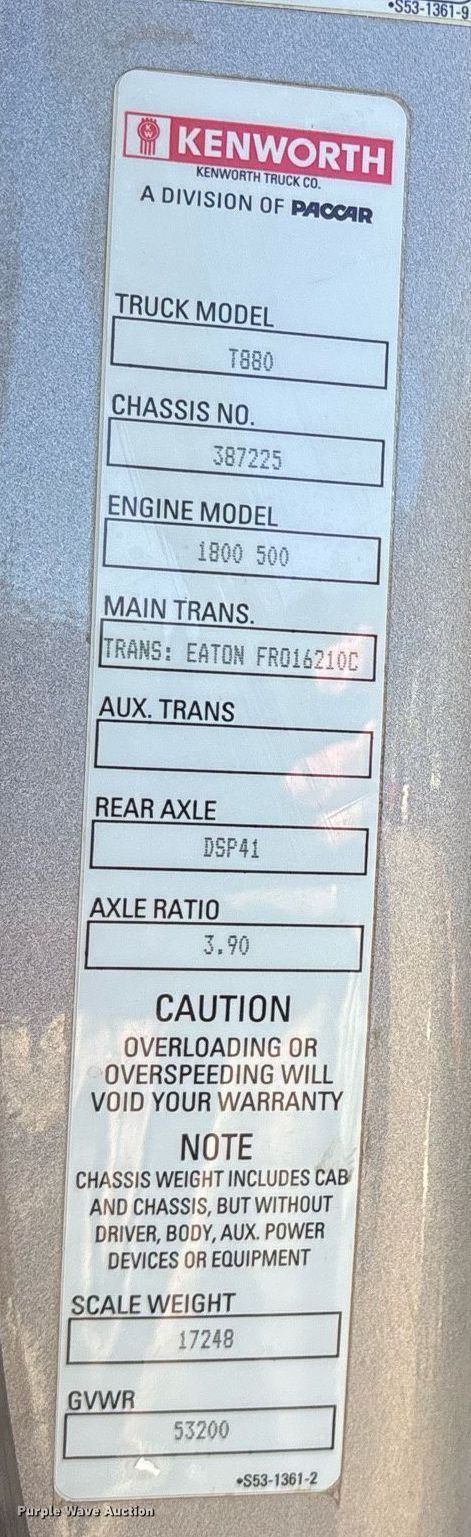 •S53-1361-9
KENWORTH
KENWORTH TRUCK CO.
A DIVISION OF PACCAR
TRUCK MODEL
T880
CHASSIS NO.
387225
ENGINE MODEL
1800 500
MAIN TRANS.
TRANS: EATON FRO16210C
AUX. TRANS
REAR AXLE
DSP41
AXLE RATIO
3.90
CAUTION
OVERLOADING OR
OVERSPEEDING WILL
VOID YOUR WARRANTY
NOTE
CHASSIS WEIGHT INCLUDES CAB
AND CHASSIS, BUT WITHOUT
DRIVER, BODY, AUX. POWER
DEVICES OR EQUIPMENT
SCALE WEIGHT
17248
GVWR
53200
•S53-1361-2
Purple Wave Auction